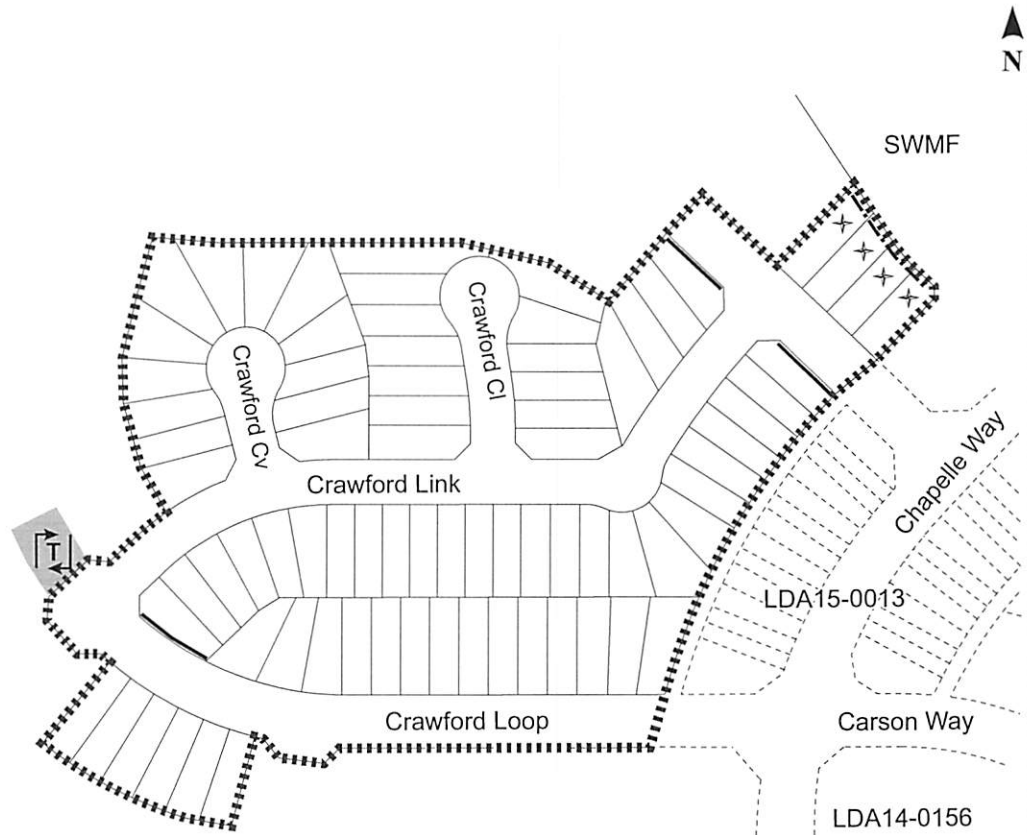 N
SWMF
Crawford Cv
Crawford Cl
Crawford Link
Chapelle Way
T
LDA15-0013
Crawford Loop
Carson Way
LDA14-0156